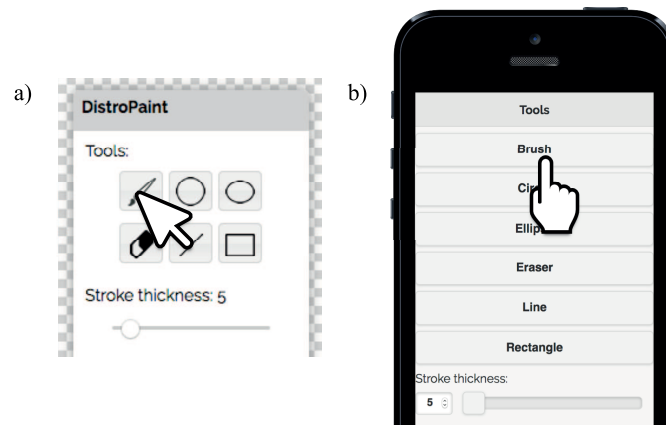 a)
DistroPaint
Tools:
Stroke thickness: 5
b)
Tools
Brush
Eraser
Line
Rectangle
Stroke thickness:
5